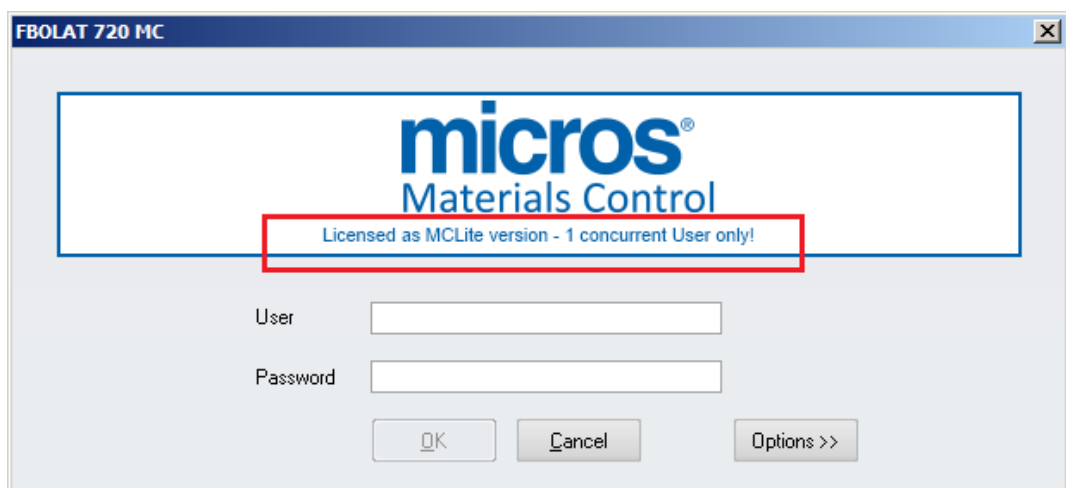 FBOLAT 720 MC
micros®
Materials Control
Licensed as MCLite version - 1 concurrent User only!
User
Password
OK Cancel Options >>